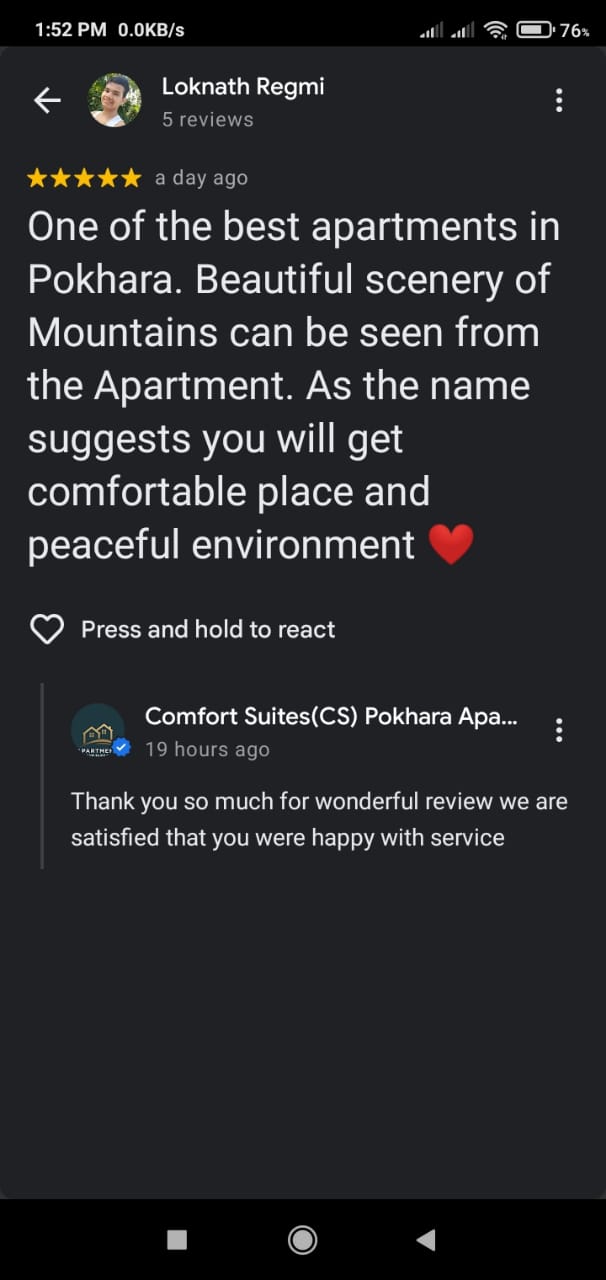 1:52 PM 0.0KB/s 76%
Loknath Regmi
5 reviews
a day ago
One of the best apartments in
Pokhara. Beautiful scenery of
Mountains can be seen from
the Apartment. As the name
suggests you will get
comfortable place and
peaceful environment ❤️
Press and hold to react
Comfort Suites(CS) Pokhara Apa...
19 hours ago
Thank you so much for wonderful review we are
satisfied that you were happy with service